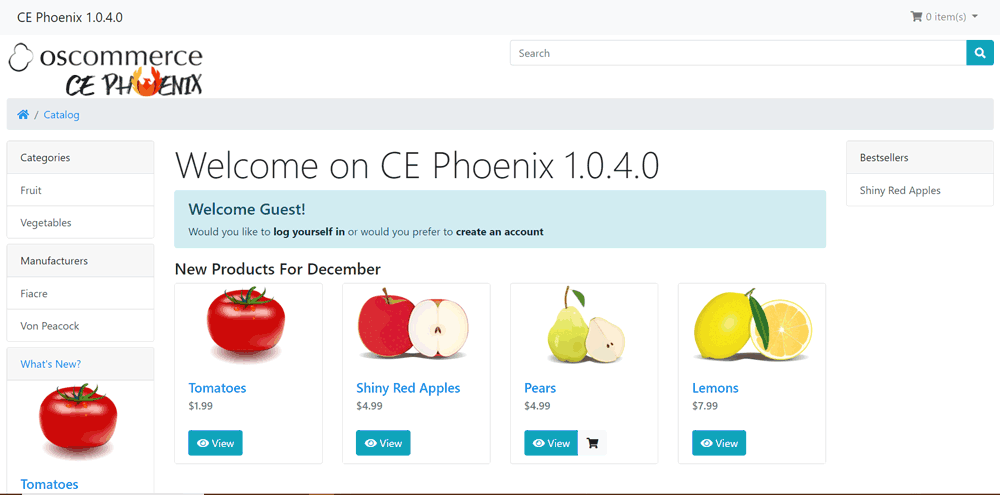 CE Phoenix 1.0.4.0
0 item(s)
oscommerce
CE PHOENIX
Search
/ Catalog
Categories
Fruit
Vegetables
Manufacturers
Fiacre
Von Peacock
What's New?
Tomatoes
Welcome on CE Phoenix 1.0.4.0
Welcome Guest!
Would you like to log yourself in or would you prefer to create an account
New Products For December
Tomatoes
$1.99
View
Shiny Red Apples
$4.99
View
Pears
$4.99
View
Lemons
$7.99
View
Bestsellers
Shiny Red Apples